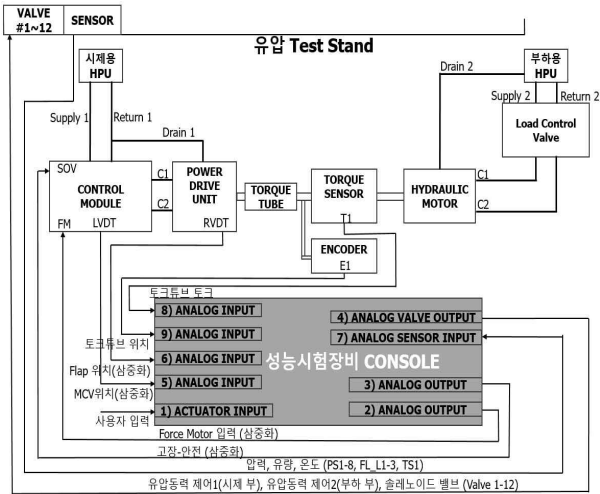 VALVE
#1~12
SENSOR
유압 Test Stand
시제용
HPU
Drain 2
부하용
HPU
Supply 2
Return 2
Supply 1
Return 1
Load Control
Valve
Drain 1
SOV
CONTROL
MODULE
FM
LVDT
C1
C2
POWER
DRIVE
UNIT
RVDT
TORQUE
TUBE
TORQUE
SENSOR
T1
HYDRAULIC
MOTOR
C1
C2
ENCODER
E1
토크튜브 토크
8) ANALOG INPUT
4) ANALOG VALVE OUTPUT
9) ANALOG INPUT
7) ANALOG SENSOR INPUT
토크튜브 위치
6) ANALOG INPUT
성능시험장비 CONSOLE
Flap 위치(삼중화)
5) ANALOG INPUT
3) ANALOG OUTPUT
MCV위치(삼중화)
1) ACTUATOR INPUT
2) ANALOG OUTPUT
사용자 입력
Force Motor 입력 (삼중화)
고장-안전 (삼중화)
압력, 유량, 온도 (PS1-8, FL_L1-3, TS1)
유압동력 제어1(시제 부), 유압동력 제어2(부하 부), 솔레노이드 밸브 (Valve 1-12)